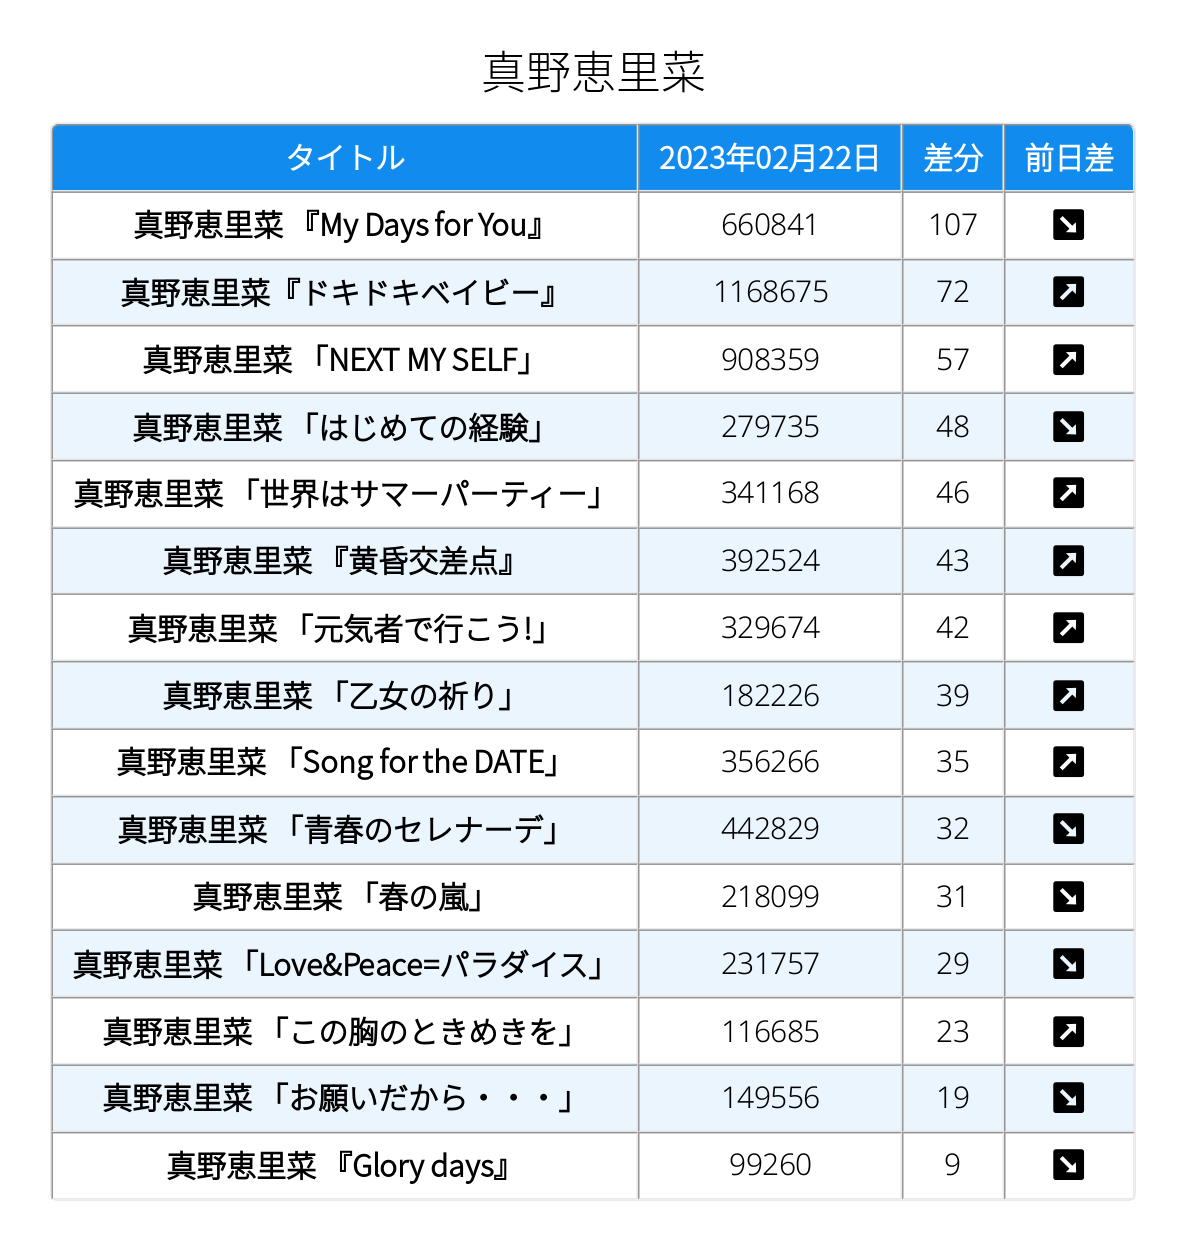 真野恵里菜
タイトル 2023年02月22日 差分 前日差
真野恵里菜 『My Days for You』 660841 107 ↘
真野恵里菜『ドキドキベイビー』 1168675 72 ↗
真野恵里菜 「NEXT MY SELF」 908359 57 ↗
真野恵里菜 「はじめての経験」 279735 48 ↘
真野恵里菜 「世界はサマーパーティー」 341168 46 ↗
真野恵里菜 『黄昏交差点』 392524 43 ↗
真野恵里菜 「元気者で行こう!」 329674 42 ↗
真野恵里菜 「乙女の祈り」 182226 39 ↗
真野恵里菜 「Song for the DATE」 356266 35 ↗
真野恵里菜 「青春のセレナーデ」 442829 32 ↘
真野恵里菜 「春の嵐」 218099 31 ↘
真野恵里菜 「Love&Peace=パラダイス」 231757 29 ↘
真野恵里菜 「この胸のときめきを」 116685 23 ↗
真野恵里菜 「お願いだから・・・」 149556 19 ↘
真野恵里菜 『Glory days』 99260 9 ↘